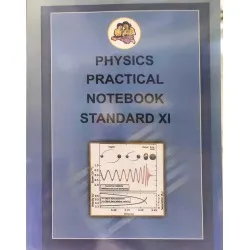 PHYSICS
PRACTICAL
NOTEBOOK
STANDARD XI